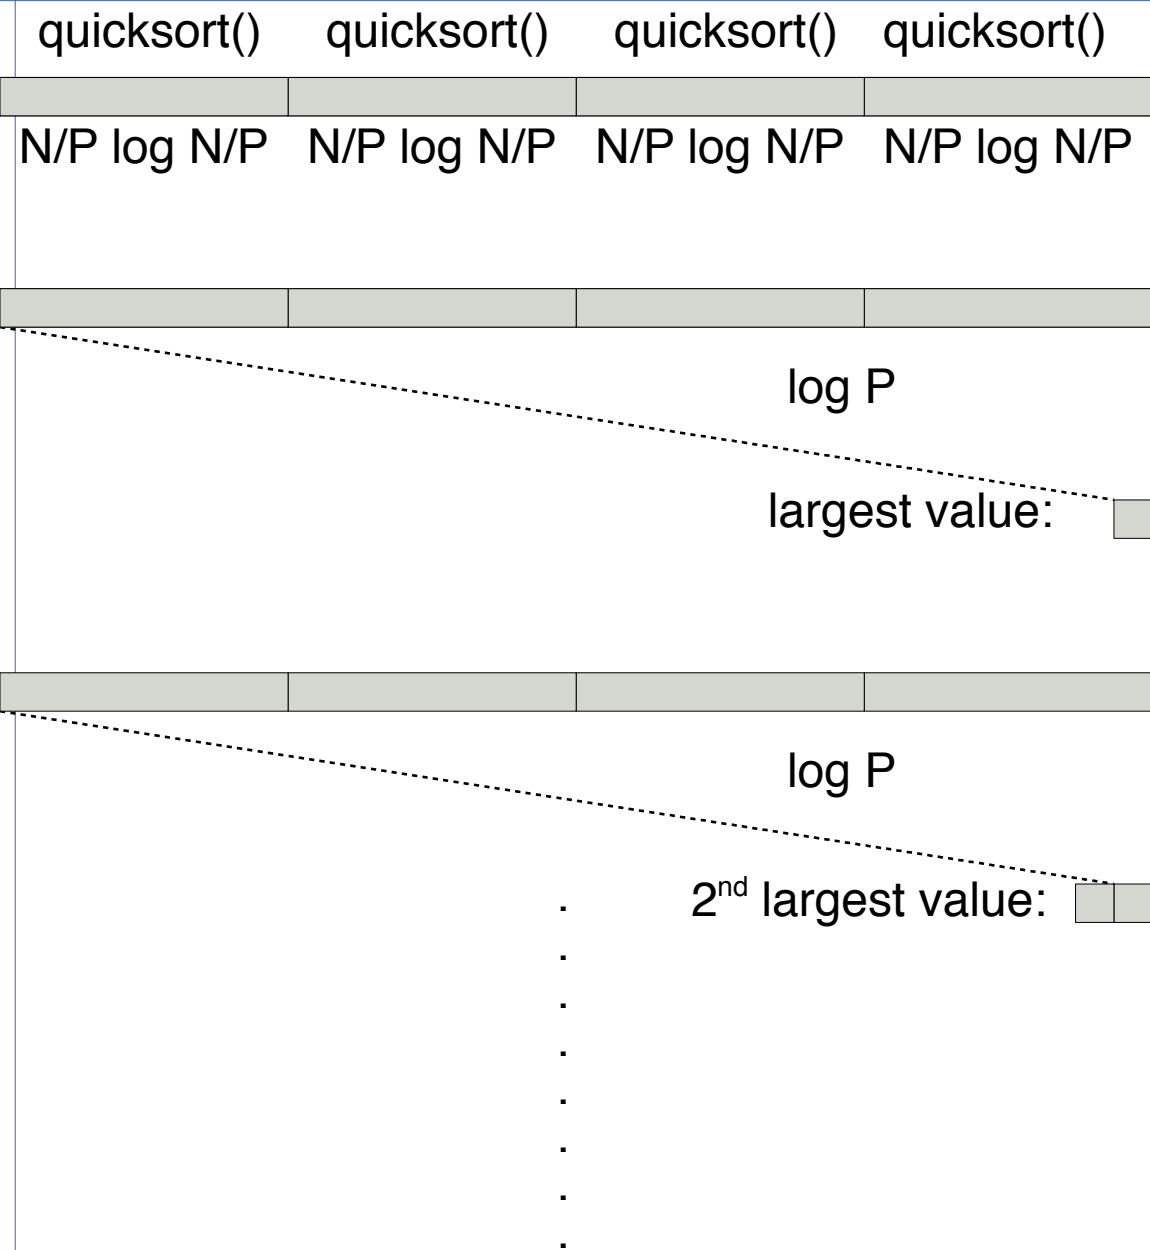 quicksort() quicksort() quicksort() quicksort()
N/P log N/P N/P log N/P N/P log N/P N/P log N/P
log P
largest value:
log P
2nd largest value:
.
.
.
.
.
.
.
.